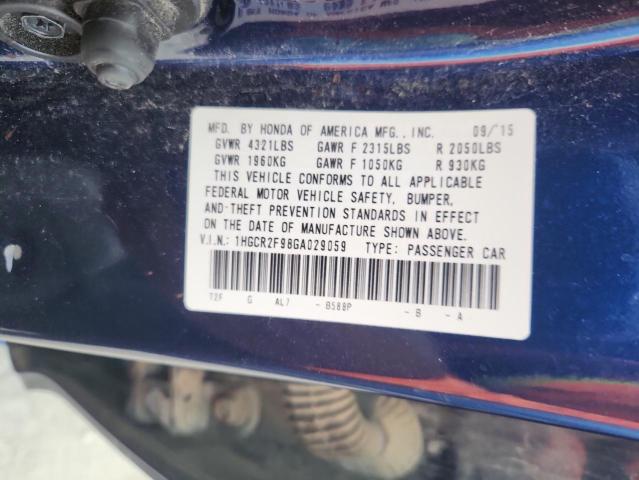 MFD. BY HONDA OF AMERICA MFG., INC. 09/'15
GVWR 4321LBS GAWR F 2315LBS R 2050LBS
GVWR 1960KG GAWR F 1050KG R 930KG
THIS VEHICLE CONFORMS TO ALL APPLICABLE
FEDERAL MOTOR VEHICLE SAFETY, BUMPER,
AND-THEFT PREVENTION STANDARDS IN EFFECT
ON THE DATE OF MANUFACTURE SHOWN ABOVE.
V.I.N.: 1HGCR2F98GA029059 TYPE: PASSENGER CAR
T2F G AL7 - B588P - B - A